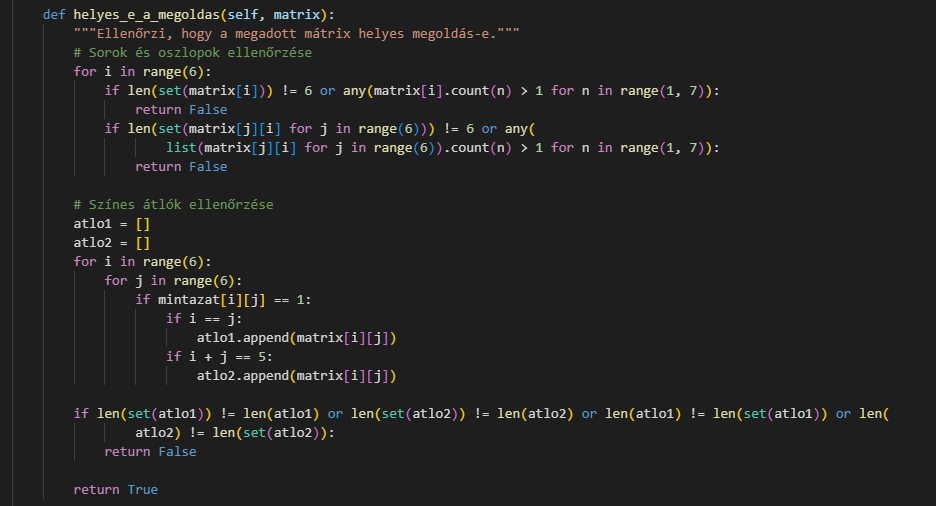 def helyes_e_a_megoldas(self, matrix):
"""Ellenőrzi, hogy a megadott mátrix helyes megoldás-e."""
# Sorok és oszlopok ellenőrzése
for i in range(6):
if len(set(matrix[i])) != 6 or any(matrix[i].count(n) > 1 for n in range(1, 7)):
return False
if len(set(matrix[j][i] for j in range(6))) != 6 or any(
list(matrix[j][i] for j in range(6)).count(n) > 1 for n in range(1, 7)):
return False
# Színes átlók ellenőrzése
atlo1 = []
atlo2 = []
for i in range(6):
for j in range(6):
if mintazat[i][j] == 1:
if i == j:
atlo1.append(matrix[i][j])
if i + j == 5:
atlo2.append(matrix[i][j])
if len(set(atlo1)) != len(atlo1) or len(set(atlo2)) != len(atlo2) or len(atlo1) != len(set(atlo1)) or len(
atlo2) != len(set(atlo2)):
return False
return True